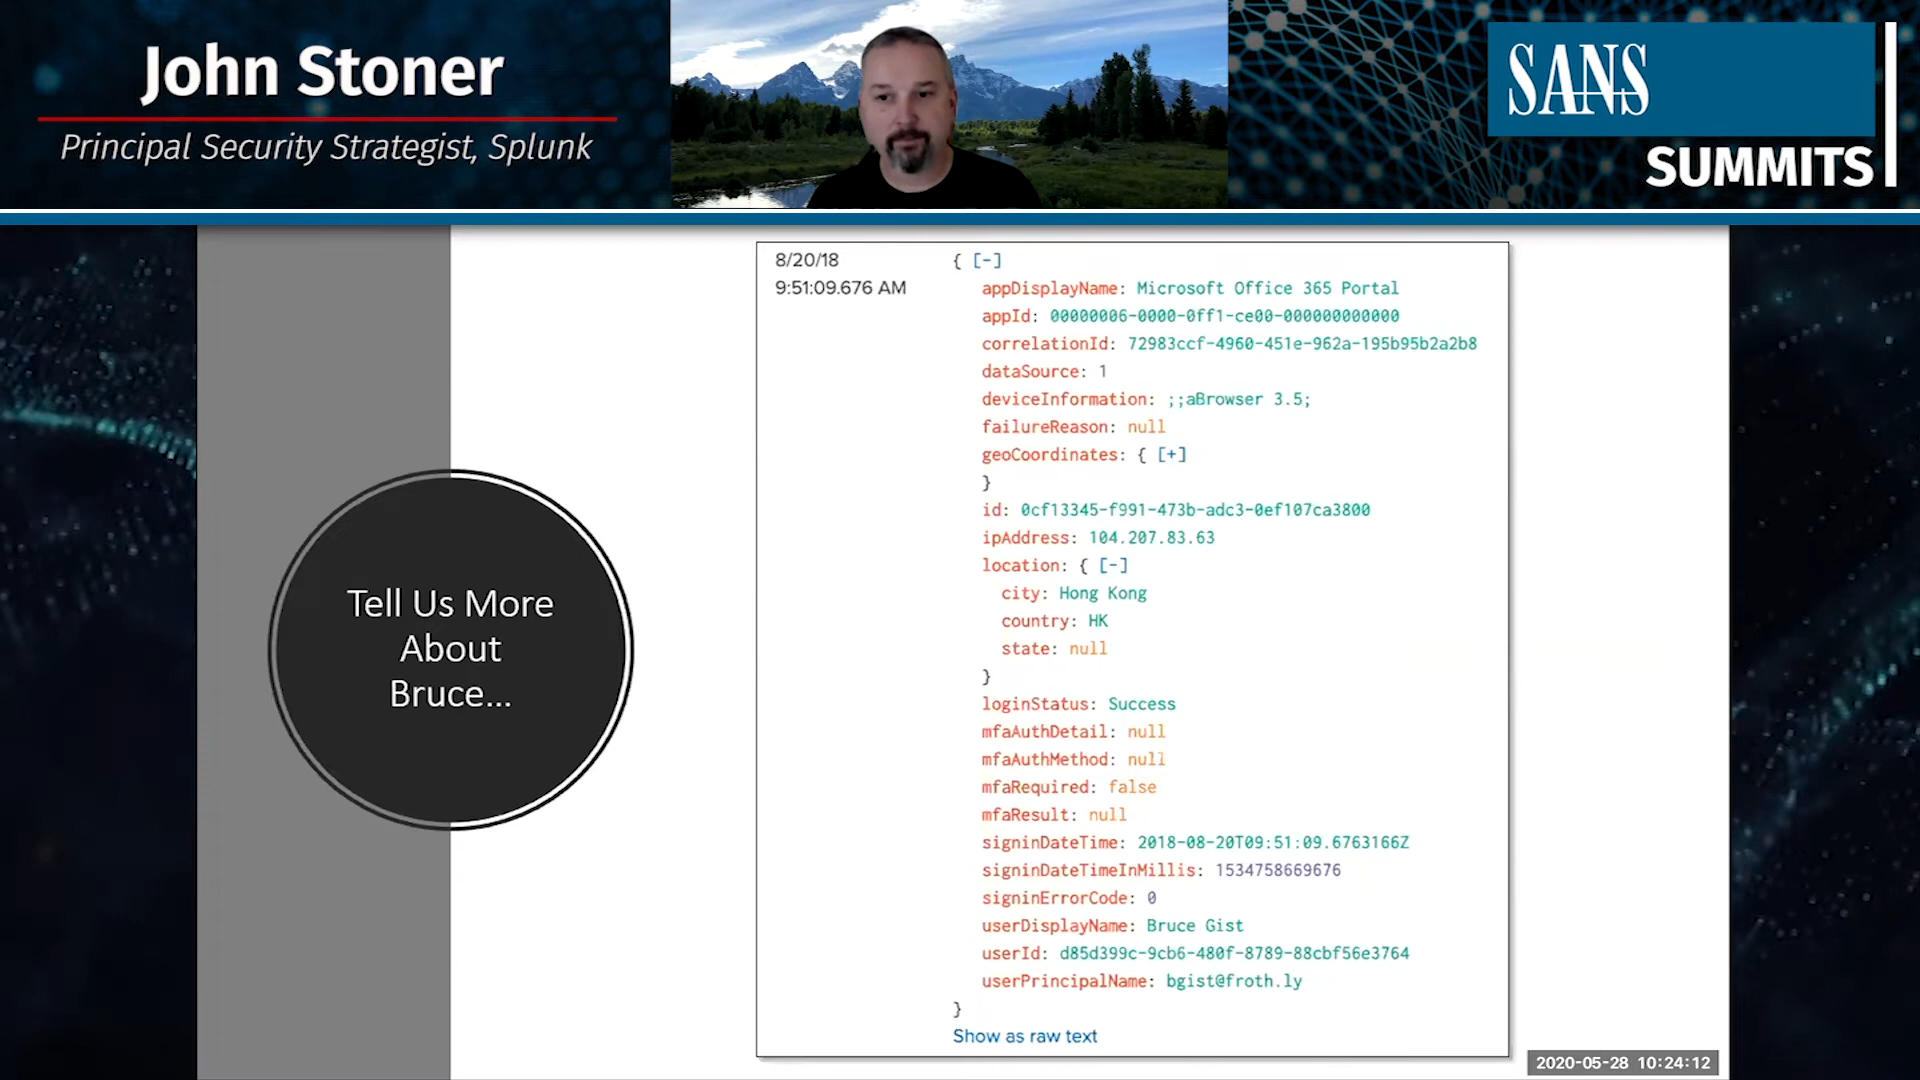 John Stoner
Principal Security Strategist, Splunk
SANS
SUMMITS
Tell Us More
About
Bruce...
8/20/18
9:51:09.676 AM
{ [-]
appDisplayName: Microsoft Office 365 Portal
appId: 00000006-0000-0ff1-ce00-000000000000
correlationId: 72983ccf-4960-451e-962a-195b95b2a2b8
dataSource: 1
deviceInformation: ;;aBrowser 3.5;
failureReason: null
geoCoordinates: { [+]
}
id: 0cf13345-f991-473b-adc3-0ef107ca3800
ipAddress: 104.207.83.63
location: { [-]
city: Hong Kong
country: HK
state: null
}
loginStatus: Success
mfaAuthDetail: null
mfaAuthMethod: null
mfaRequired: false
mfaResult: null
signinDateTime: 2018-08-20T09:51:09.6763166Z
signinDateTimeInMillis: 1534758669676
signinErrorCode: 0
userDisplayName: Bruce Gist
userId: d85d399c-9cb6-480f-8789-88cbf56e3764
userPrincipalName: bgist@froth.ly
}
Show as raw text
2020-05-28 10:24:12